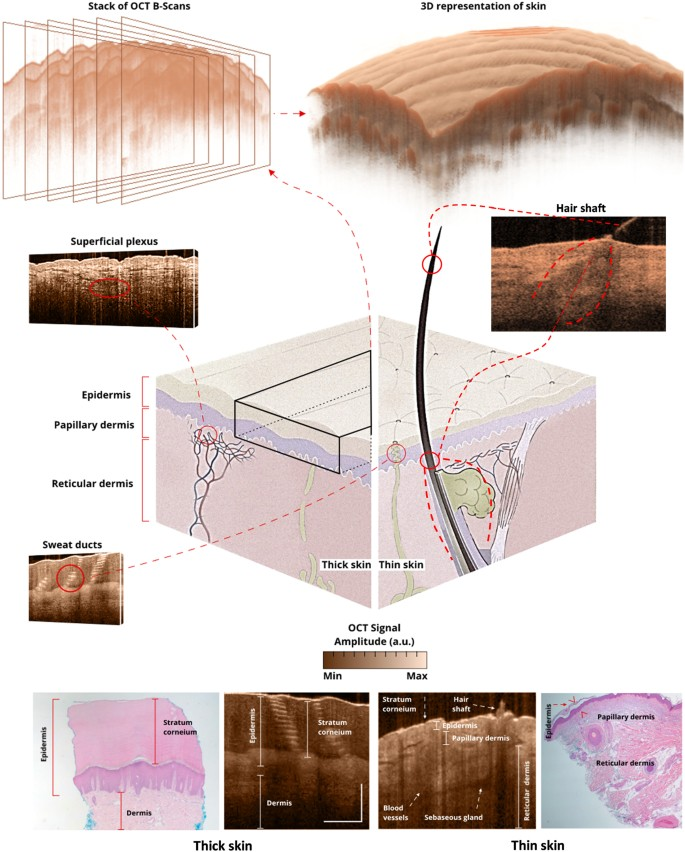 Stack of OCT B-Scans
3D representation of skin
Hair shaft
Superficial plexus
Epidermis
Papillary dermis
Reticular dermis
Sweat ducts
Thick skin
Thin skin
OCT Signal
Amplitude (a.u.)
Min
Max
Epidermis
Stratum
corneum
Dermis
Epidermis
Stratum
corneum
Dermis
Stratum
corneum
Hair
shaft
Epidermis
Papillary dermis
Reticular dermis
Blood
vessels
Sebaseous gland
Epidermis
Papillary dermis
Reticular dermis
Thick skin
Thin skin